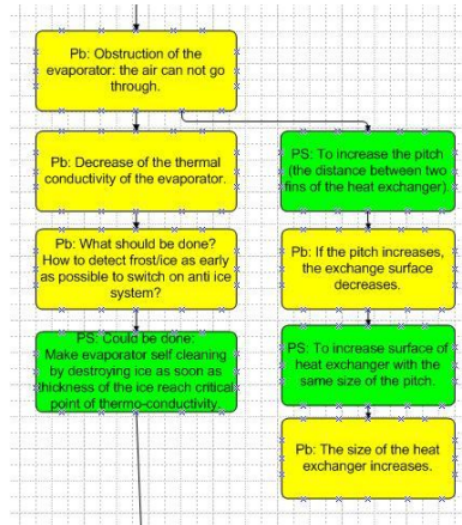 Pb: Obstruction of the
evaporator: the air can not go
through.
Pb: Decrease of the thermal
conductivity of the evaporator.
PS: To increase the pitch
(the distance between two
fins of the heat exchanger).
Pb: What should be done?
How to detect frost/ice as early
as possible to switch on anti ice
system?
Pb: If the pitch increases,
the exchange surface
decreases.
PS: Could be done:
Make evaporator self cleaning
by destroying ice as soon as
thickness of the ice reach critical
point of thermo-conductivity.
PS: To increase surface of
heat exchanger with the
same size of the pitch.
Pb: The size of the heat
exchanger increases.